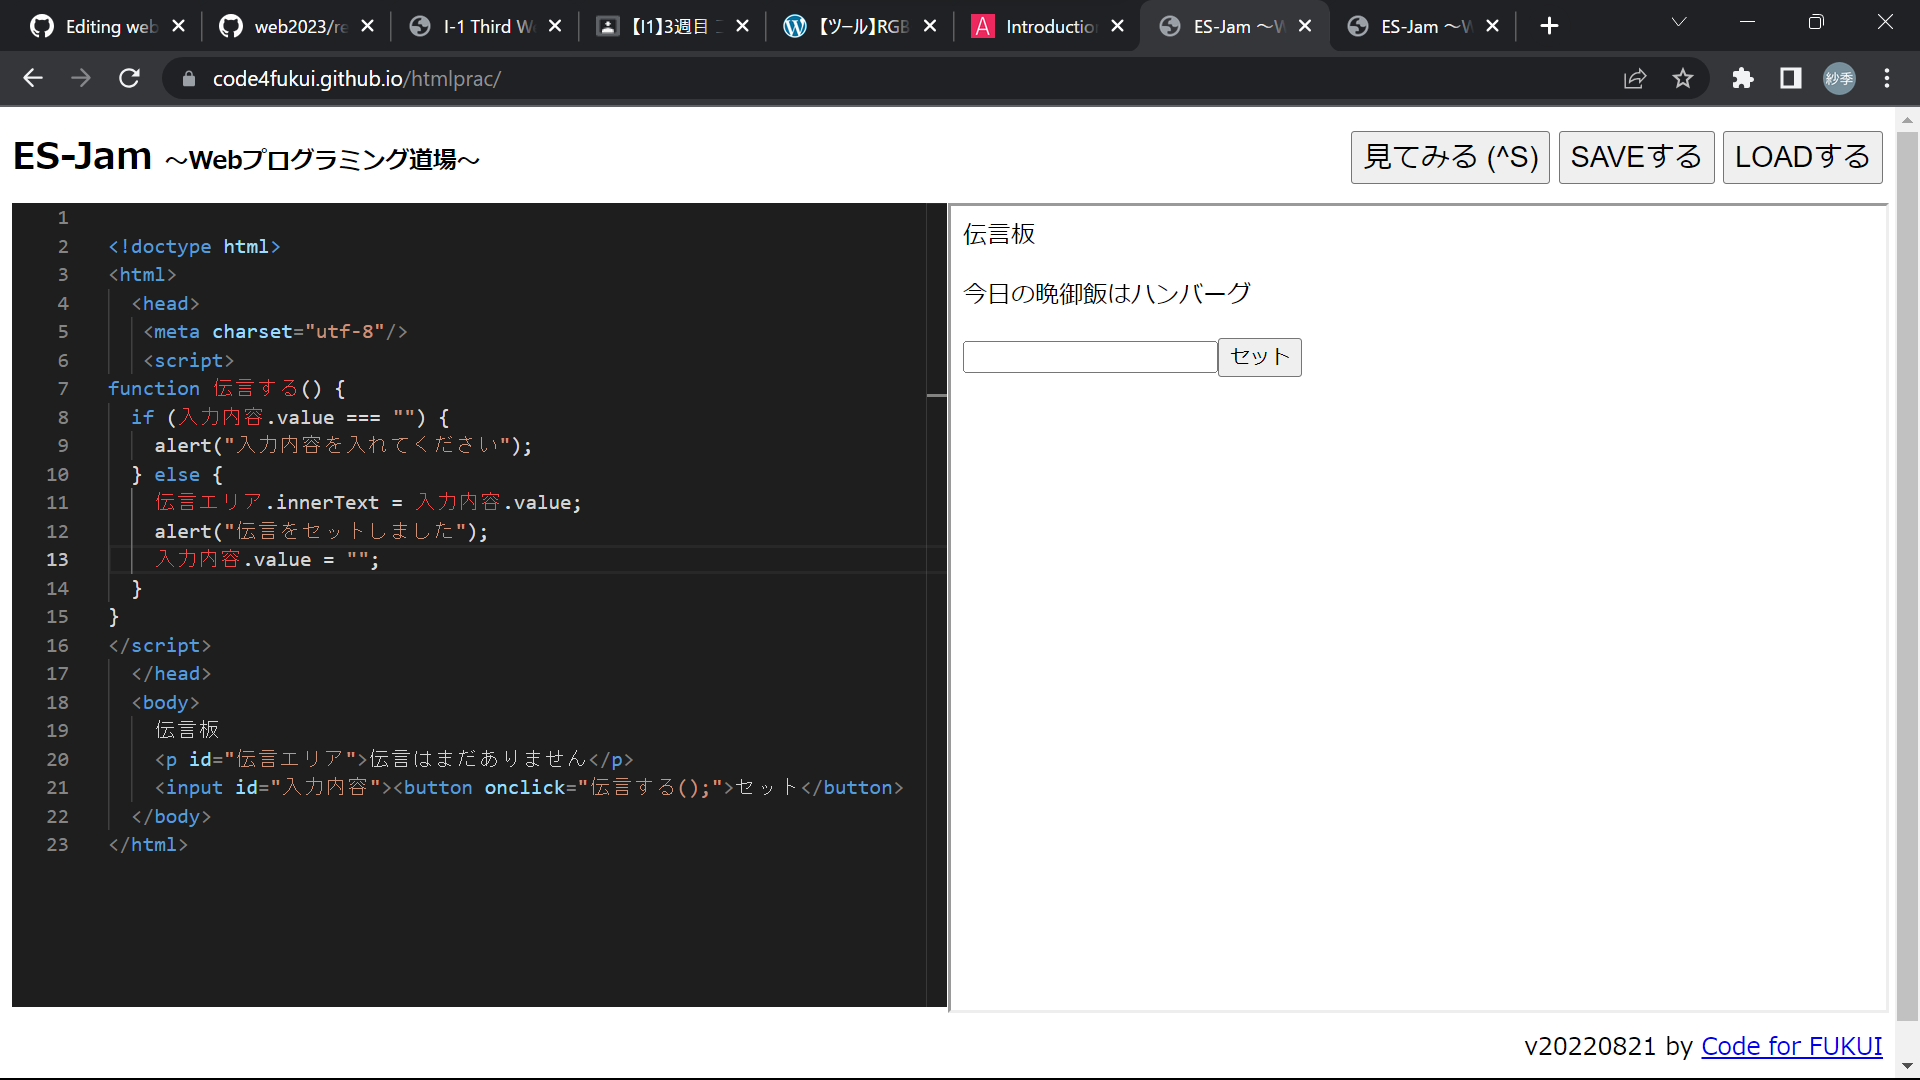 Editing web
web2023/re
I-1 Third W
【I1】3週目
【ツール】RGB
Introductio
ES-Jam ～W
ES-Jam ～W
code4fukui.github.io/htmlprac/
紗季
ES-Jam ～Webプログラミング道場～
見てみる (^S)
SAVEする
LOADする
1
2 <!doctype html>
3 <html>
4 <head>
5 <meta charset="utf-8"/>
6 <script>
7 function 伝言する() {
8 if (入力内容.value === "") {
9 alert("入力内容を入れてください");
10 } else {
11 伝言エリア.innerText = 入力内容.value;
12 alert("伝言をセットしました");
13 入力内容.value = "";
14 }
15 }
16 </script>
17 </head>
18 <body>
19 伝言板
20 <p id="伝言エリア">伝言はまだありません</p>
21 <input id="入力内容"><button onclick="伝言する();">セット</button>
22 </body>
23 </html>
伝言板
今日の晩御飯はハンバーグ
セット
v20220821 by Code for FUKUI